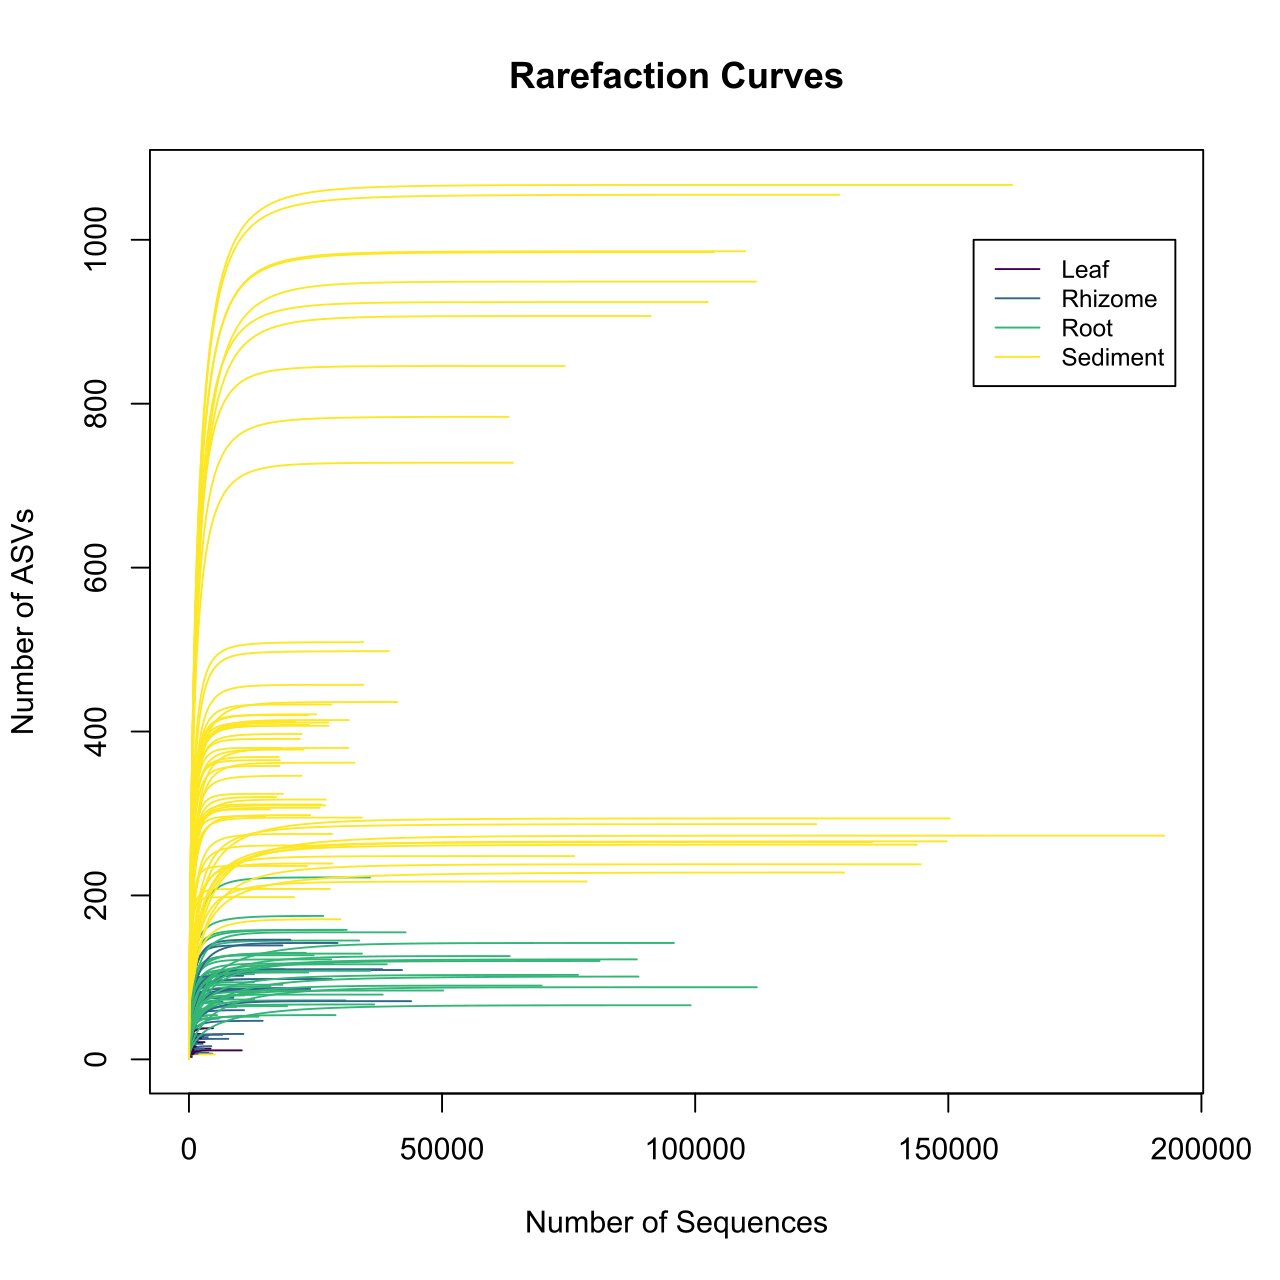 Rarefaction Curves
Number of ASVs
1000
800
600
400
200
0
Leaf
Rhizome
Root
Sediment
0 50000 100000 150000 200000
Number of Sequences